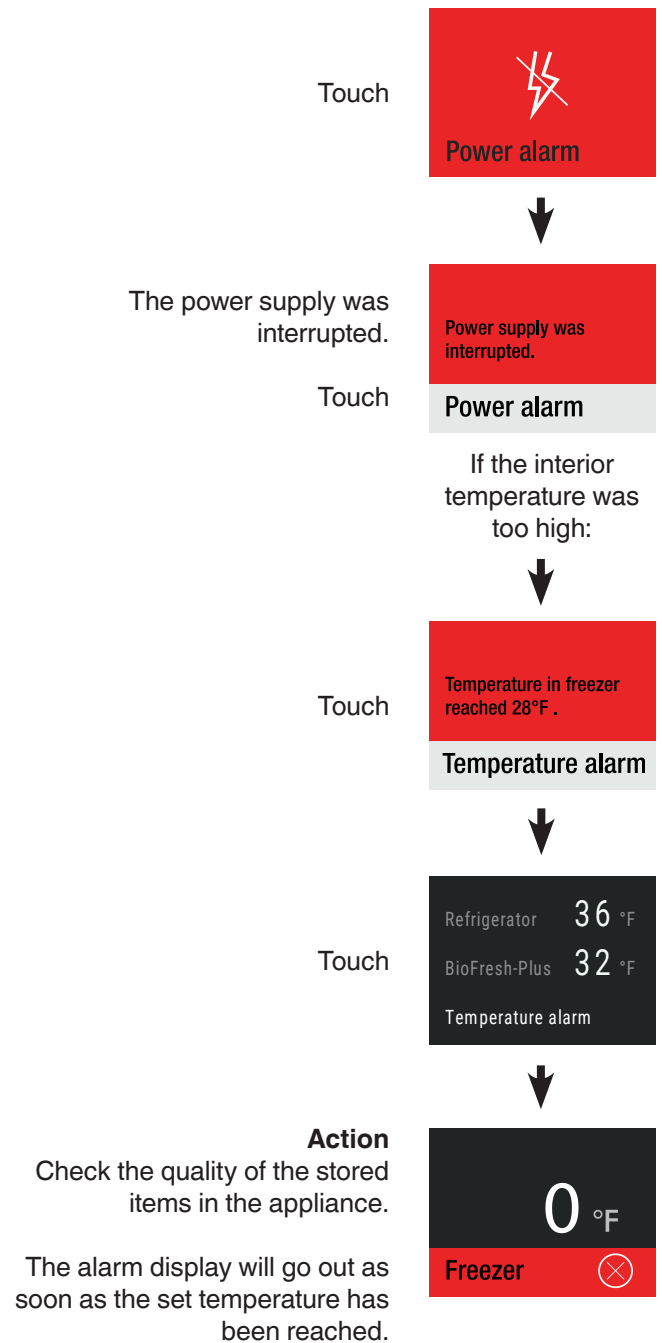 Touch
Power alarm
The power supply was
interrupted.
Power supply was
interrupted.
Touch
Power alarm
If the interior
temperature was
too high:
Touch
Temperature in freezer
reached 28°F .
Temperature alarm
Refrigerator 36 °F
Touch
BioFresh-Plus 32 °F
Temperature alarm
Action
Check the quality of the stored
items in the appliance.
0 °F
The alarm display will go out as
soon as the set temperature has
been reached.
Freezer